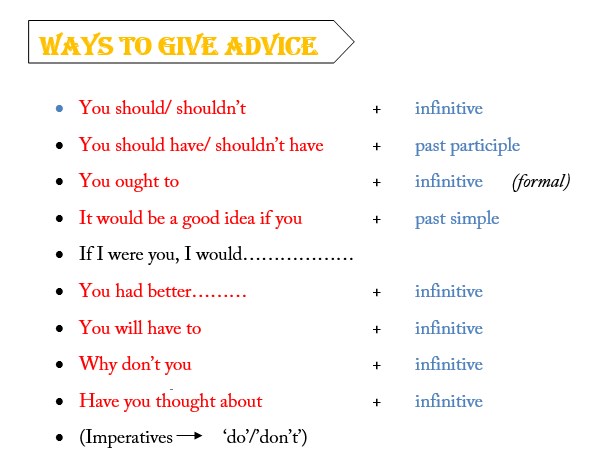 WAYS TO GIVE ADVICE
• You should/ shouldn't + infinitive
• You should have/ shouldn't have + past participle
• You ought to + infinitive (formal)
• It would be a good idea if you + past simple
• If I were you, I would………………
• You had better……… + infinitive
• You will have to + infinitive
• Why don't you + infinitive
• Have you thought about + infinitive
• (Imperatives → 'do'/'don't')